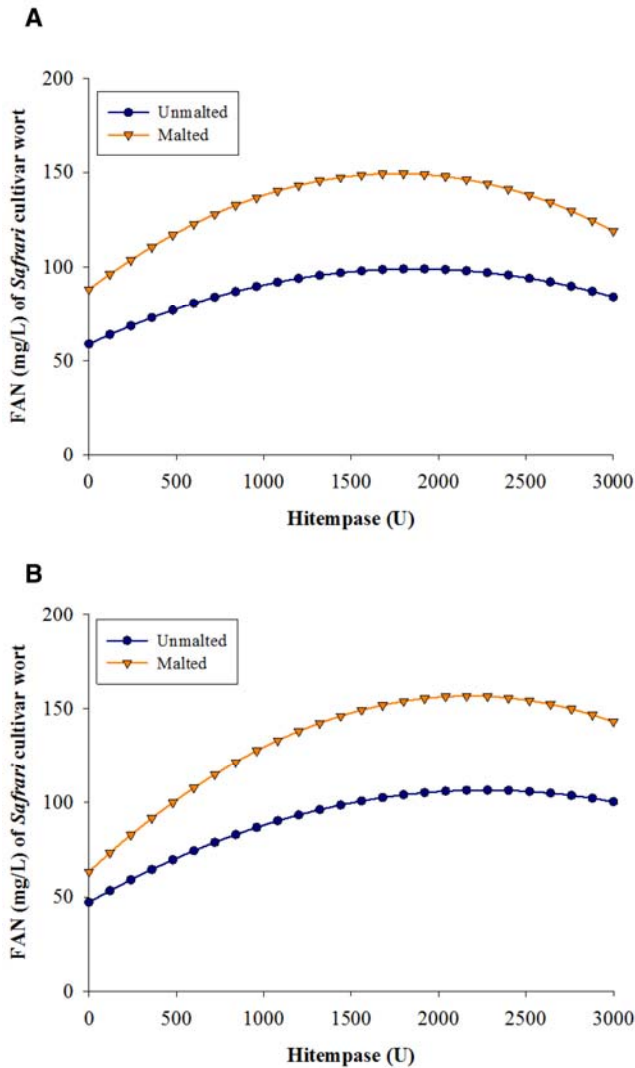 A
FAN (mg/L) of Safrari cultivar wort
200
150
100
50
0
Unmalted
Malted
0 500 1000 1500 2000 2500 3000
Hitempase (U)
B
FAN (mg/L) of Safrari cultivar wort
200
150
100
50
0
Unmalted
Malted
0 500 1000 1500 2000 2500 3000
Hitempase (U)